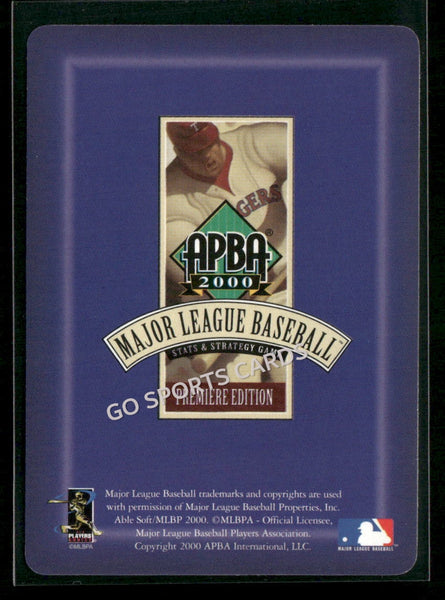 T
GERS
APBA®
2000
MAJOR LEAGUE BASEBALL™
STATS & STRATEGY GAME
GO SPORTS CARDS
PREMIERE EDITION
Major League Baseball trademarks and copyrights are used
with permission of Major League Baseball Properties, Inc.
Able Soft/MLBP 2000. ©MLBPA - Official Licensee,
Major League Baseball Players Association.
Copyright 2000 APBA International, LLC.
PLAYERS
©MLBPA
MAJOR LEAGUE BASEBALL